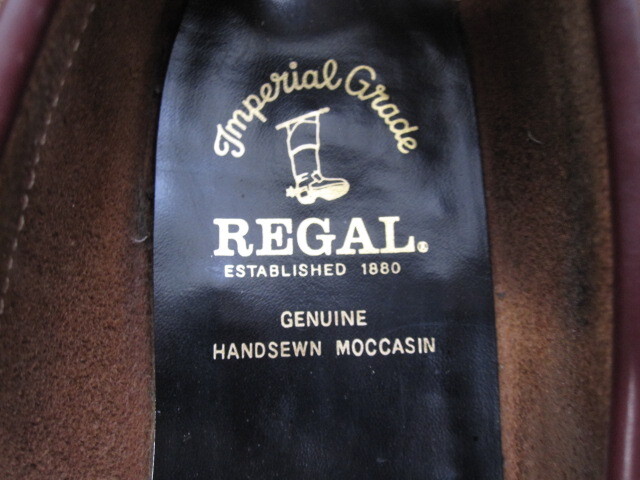 Imperial Grade
REGAL®
ESTABLISHED 1880
GENUINE
HANDSEWN MOCCASIN